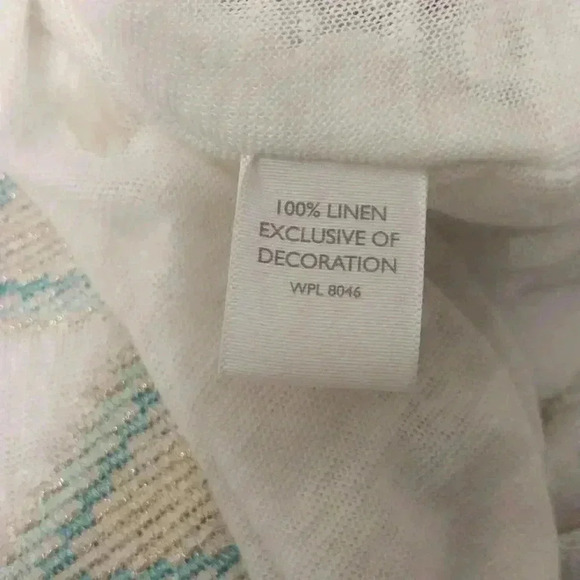 100% LINEN
EXCLUSIVE OF
DECORATION
WPL 8046